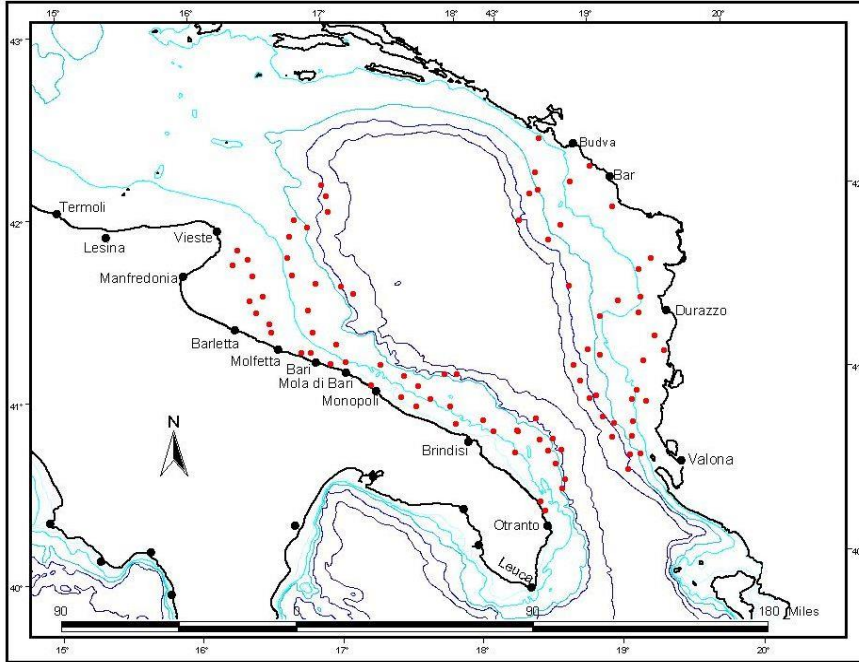 15° 16° 17° 18° 43° 19° 20°
43°
Budva
Bar
42°
Termoli
42°
Vieste
Lesina
Manfredonia
Durazzo
Barletta
Molfetta
Bari
41°
Mola di Bari
Monopoli
41°
N
Brindisi
Valona
Otranto
40°
Leuca
40°
90 0 90 180 Miles
15° 16° 17° 18° 19° 20°